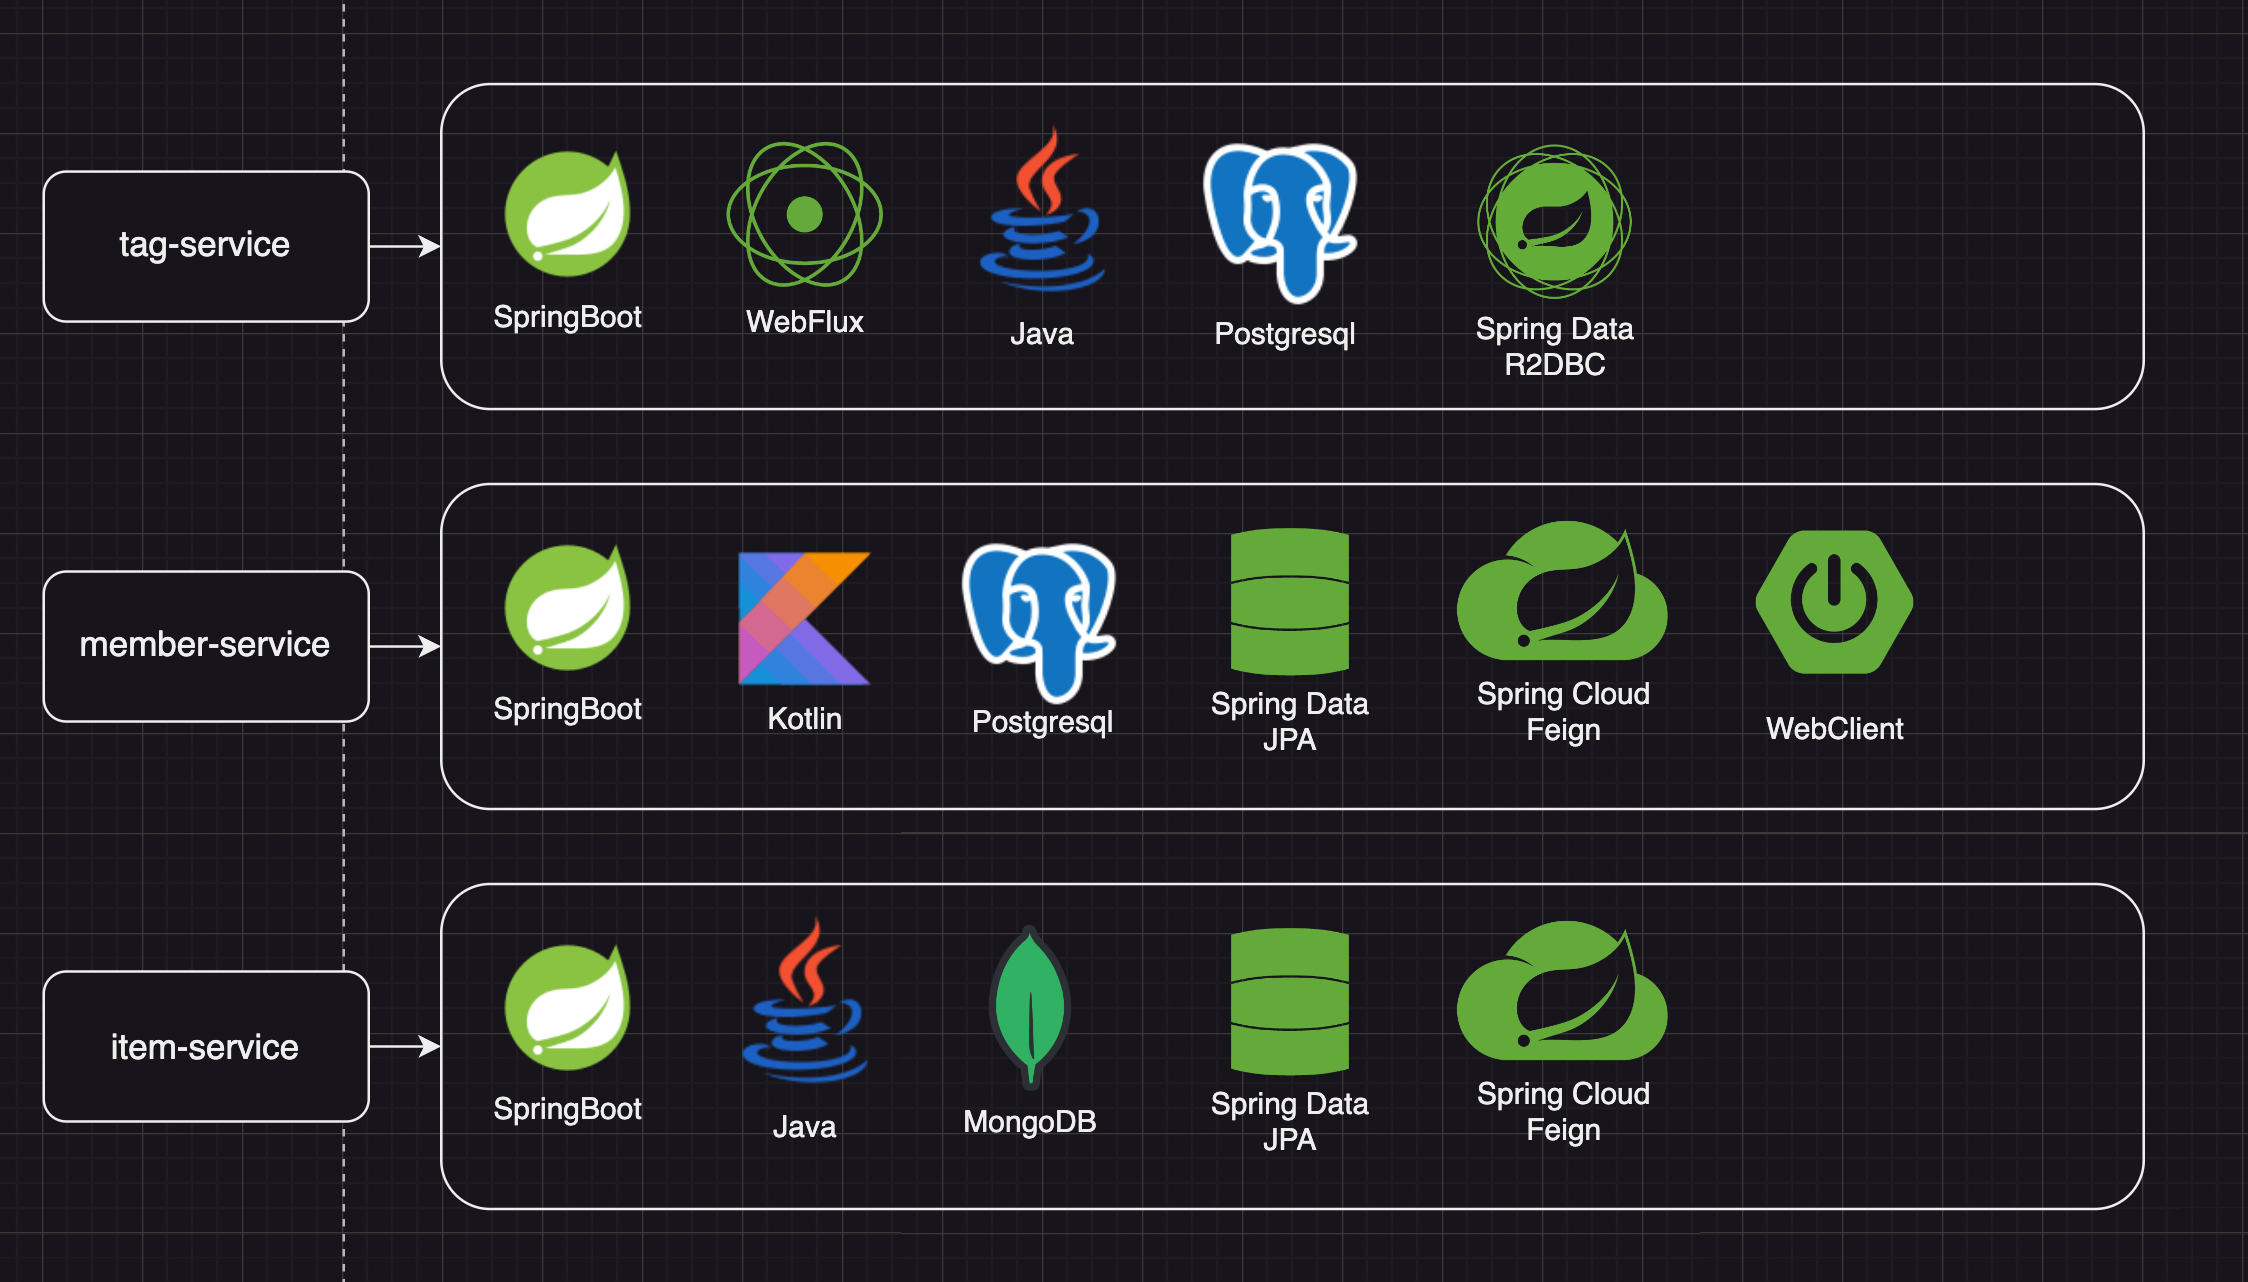 tag-service
SpringBoot
WebFlux
Java
Postgresql
Spring Data
R2DBC
member-service
SpringBoot
Kotlin
Postgresql
Spring Data
JPA
Spring Cloud
Feign
WebClient
item-service
SpringBoot
Java
MongoDB
Spring Data
JPA
Spring Cloud
Feign